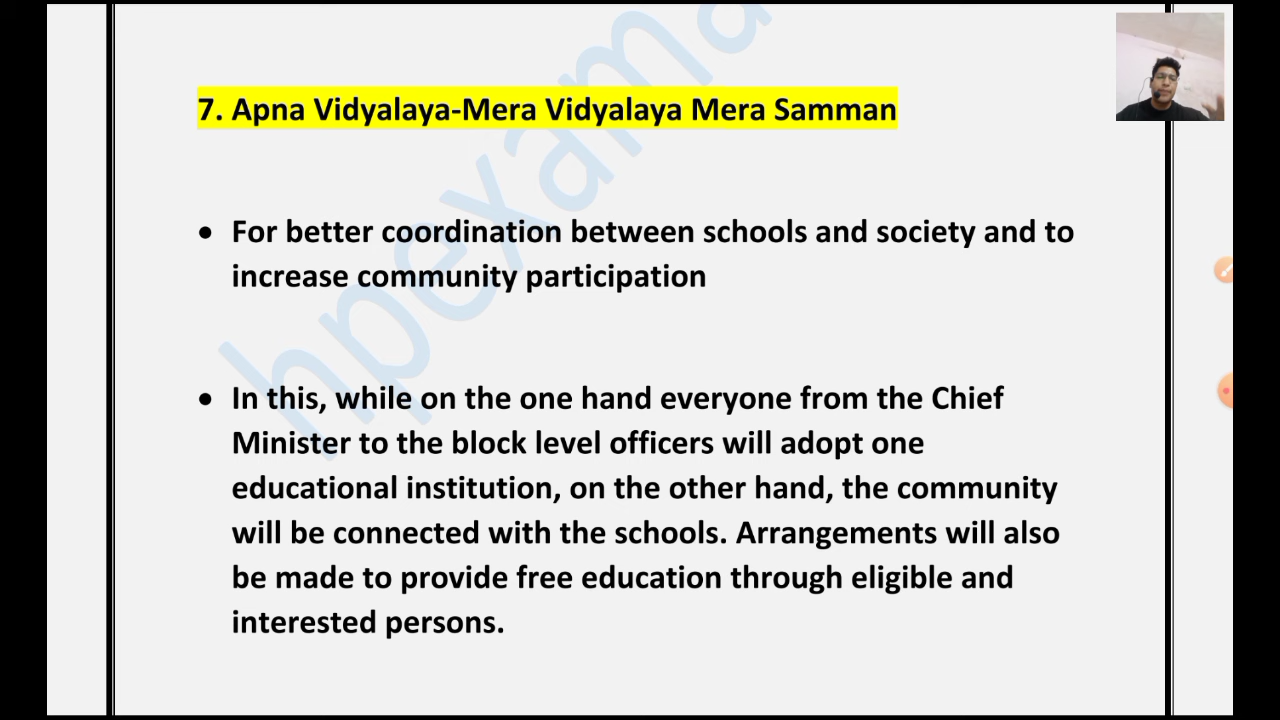 7. Apna Vidyalaya-Mera Vidyalaya Mera Samman
• For better coordination between schools and society and to
increase community participation
• In this, while on the one hand everyone from the Chief
Minister to the block level officers will adopt one
educational institution, on the other hand, the community
will be connected with the schools. Arrangements will also
be made to provide free education through eligible and
interested persons.
hpexama